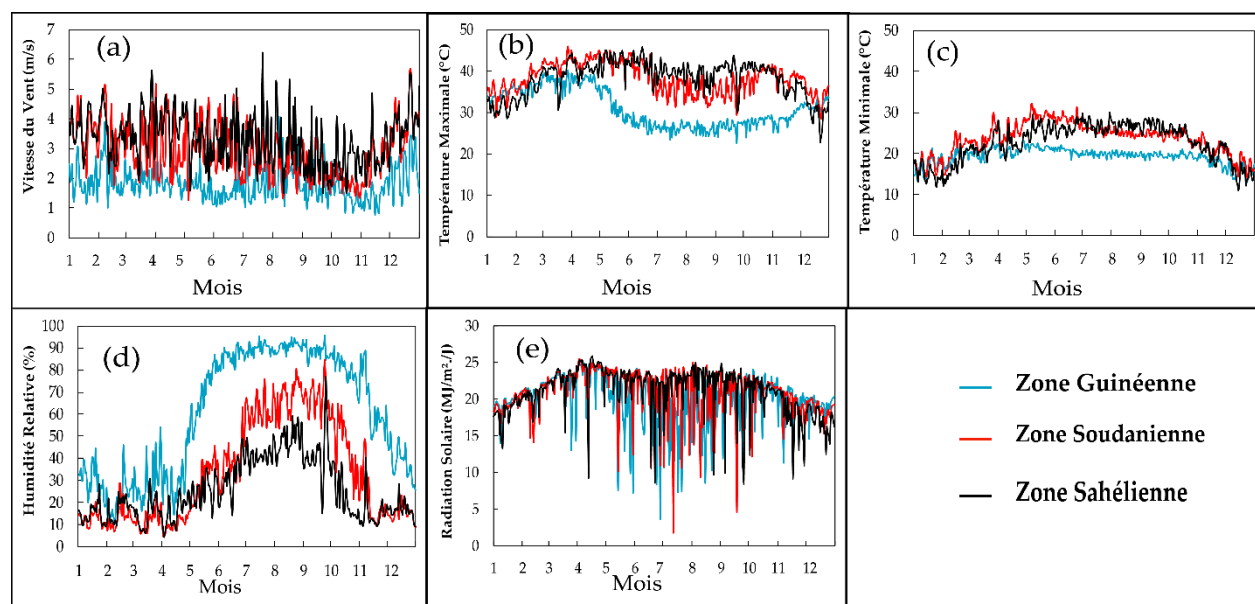 (a)
Vitesse du Vent (m/s)
7
6
5
4
3
2
1
0
1 2 3 4 5 6 7 8 9 10 11 12
Mois
(b)
Température Maximale (°C)
50
40
30
20
10
0
1 2 3 4 5 6 7 8 9 10 11 12
Mois
(c)
Température Minimale (°C)
50
40
30
20
10
0
1 2 3 4 5 6 7 8 9 10 11 12
Mois
(d)
Humidité Relative (%)
100
90
80
70
60
50
40
30
20
10
0
1 2 3 4 5 6 7 8 9 10 11 12
Mois
(e)
Radiation Solaire (MJ/m²./J)
30
25
20
15
10
5
0
1 2 3 4 5 6 7 8 9 10 11 12
Mois
Zone Guinéenne
Zone Soudanienne
Zone Sahélienne